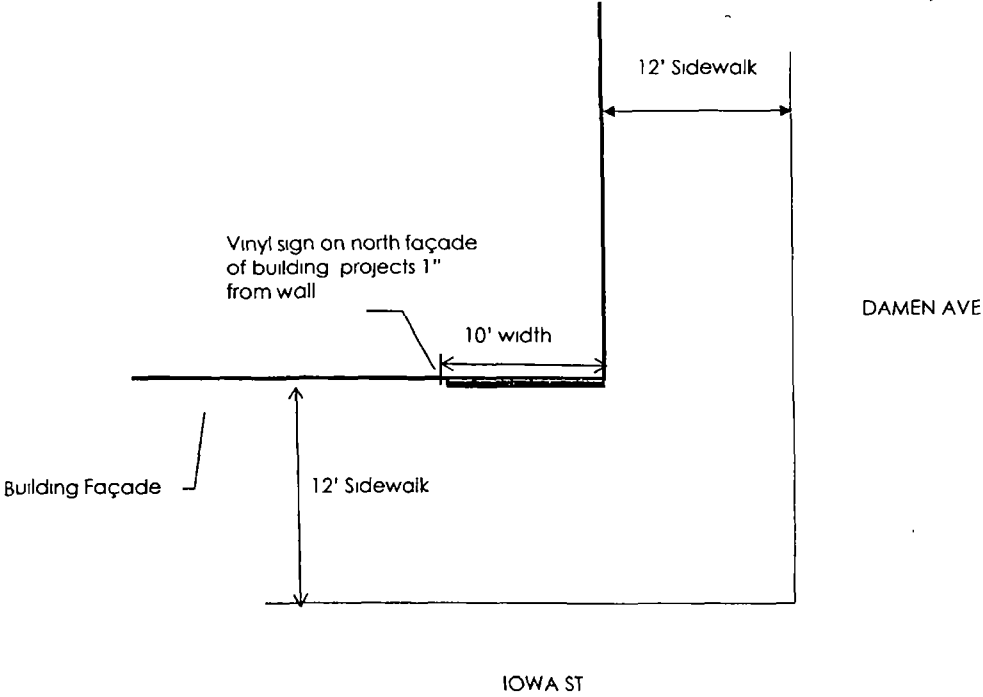 12' Sidewalk
Vinyl sign on north façade
of building projects 1"
from wall
10' width
DAMEN AVE
Building Façade
12' Sidewalk
IOWA ST